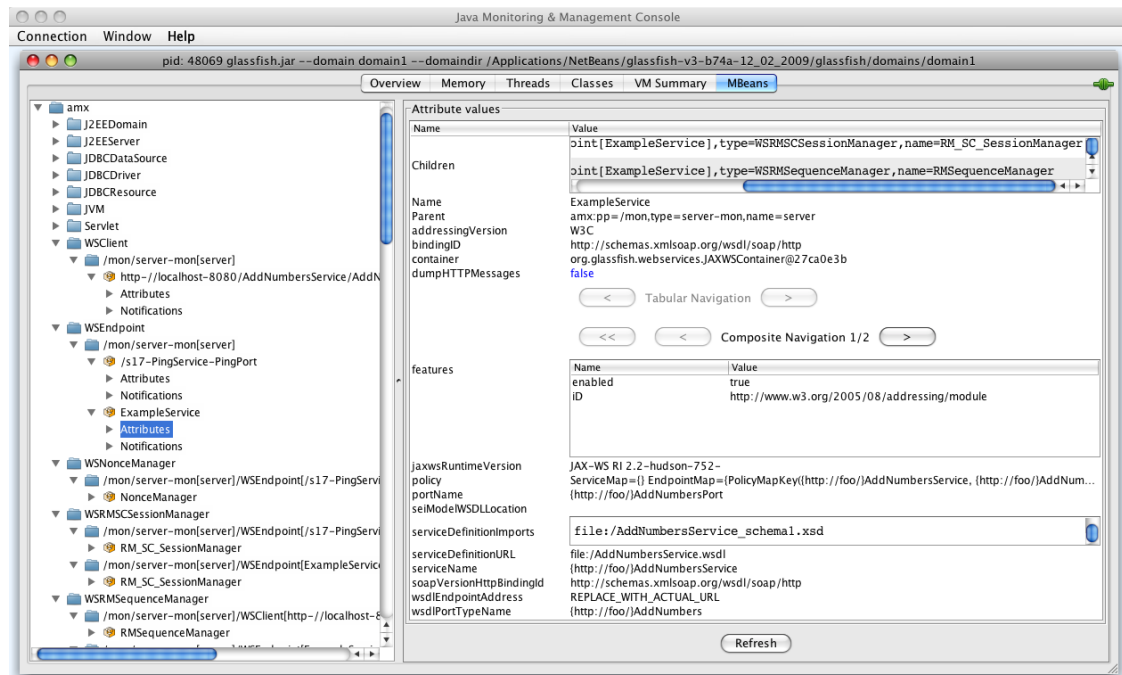 Java Monitoring & Management Console
Connection Window Help
pid: 48069 glassfish.jar --domain domain1 --domaindir /Applications/NetBeans/glassfish-v3-b74a-12_02_2009/glassfish/domains/domain1
Overview Memory Threads Classes VM Summary MBeans
amx
J2EEDomain
J2EEServer
JDBCDataSource
JDBCDriver
JDBCResource
JVM
Servlet
WSClient
/mon/server-mon[server]
http-//localhost-8080/AddNumbersService/AddN
Attributes
Notifications
WSEndpoint
/mon/server-mon[server]
/s17-PingService-PingPort
Attributes
Notifications
ExampleService
Attributes
Notifications
WSNonceManager
/mon/server-mon[server]/WSEndpoint[/s17-PingServi
NonceManager
WSRMSCSessionManager
/mon/server-mon[server]/WSEndpoint[/s17-PingServi
RM_SC_SessionManager
/mon/server-mon[server]/WSEndpoint[ExampleService
RM_SC_SessionManager
WSRMSequenceManager
/mon/server-mon[server]/WSClient[http-//localhost-8
RMSequenceManager
Attribute values
Name Value
Children
oint[ExampleService],type=WSRMSCSessionManager,name=RM_SC_SessionManager
oint[ExampleService],type=WSRMSequenceManager,name=RMSequenceManager
Name ExampleService
Parent amx:pp=/mon,type=server-mon,name=server
addressingVersion W3C
bindingID http://schemas.xmlsoap.org/wsdl/soap/http
container org.glassfish.webservices.JAXWSContainer@27ca0e3b
dumpHTTPMessages false
< Tabular Navigation >
<< < Composite Navigation 1/2 >
features
Name Value
enabled true
iD http://www.w3.org/2005/08/addressing/module
jaxwsRuntimeVersion JAX-WS RI 2.2-hudson-752-
policy ServiceMap={} EndpointMap={PolicyMapKey({http://foo/}AddNumbersService, {http://foo/}AddNum...
portName {http://foo/}AddNumbersPort
seiModelWSDLLocation
serviceDefinitionImports file:/AddNumbersService_schema1.xsd
serviceDefinitionURL file:/AddNumbersService.wsdl
serviceName {http://foo/}AddNumbersService
soapVersionHttpBindingId http://schemas.xmlsoap.org/wsdl/soap/http
wsdlEndpointAddress REPLACE_WITH_ACTUAL_URL
wsdlPortTypeName {http://foo/}AddNumbers
Refresh